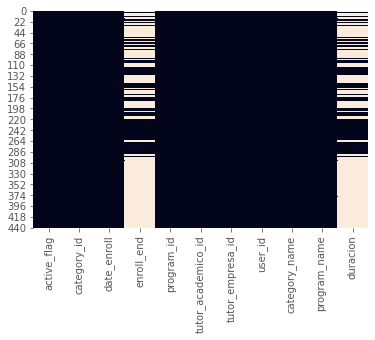 0
22
44
66
88
110
132
154
176
198
220
242
264
286
308
330
352
374
396
418
440
active_flag
category_id
date_enroll
enroll_end
program_id
tutor_academico_id
tutor_empresa_id
user_id
category_name
program_name
duracion